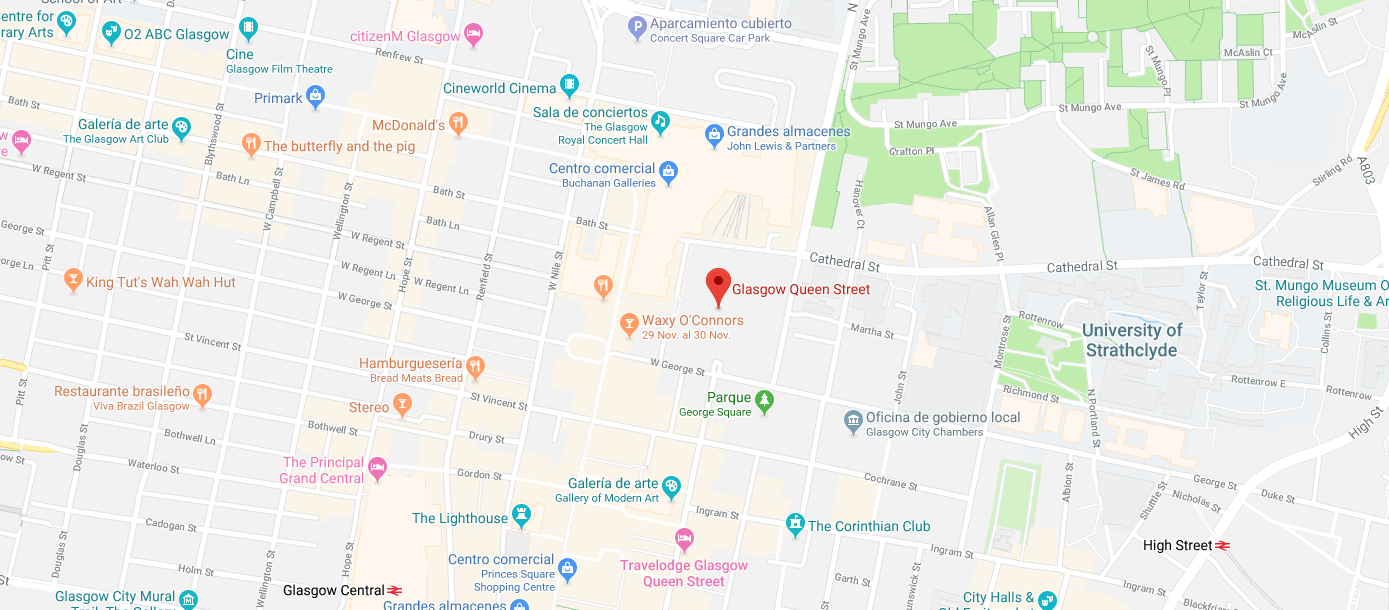 School of Art
Centre for
rary Arts
O2 ABC Glasgow
Cine
Glasgow Film Theatre
citizenM Glasgow
Renfrew St
Aparcamiento cubierto
Concert Square Car Park
N
St Mungo Ave
St Mungo Pl
McAslin Ct
McAslin St
St Mungo Ave
St Mungo Ave
St Mungo Ave
Primark
Cineworld Cinema
Bath St
Galería de arte
The Glasgow Art Club
Blythswood St
McDonald's
Sala de conciertos
The Glasgow
Royal Concert Hall
Grandes almacenes
John Lewis & Partners
Grafton Pl
The butterfly and the pig
Centro comercial
Buchanan Galleries
W Regent St
Bath Ln
W Campbell St
Wellington St
Bath St
Bath Ln
Bath St
Hanover Ct
St James Rd
Stirling Rd
A803
Allan Glen Pl
George St
Pitt St
W Regent St
Hope St
W Regent Ln
W Regent Ln
Renfield St
W Nile St
Cathedral St
Cathedral St
Cathedral St
King Tut's Wah Wah Hut
W George St
W George St
Glasgow Queen Street
Taylor St
St. Mungo Museum O
Religious Life & Ar
Collins St
Waxy O'Connors
29 Nov. al 30 Nov.
Martha St
Montrose St
Rottenrow
University of
Strathclyde
Hamburguesería
Bread Meats Bread
W George St
John St
Richmond St
N Portland St
Rottenrow E
Rottenrow
High St
Pitt St
Restaurante brasileño
Viva Brazil Glasgow
Stereo
St Vincent St
Parque
George Square
Oficina de gobierno local
Glasgow City Chambers
Bothwell Ln
Bothwell St
Drury St
Douglas St
Waterloo St
The Principal
Grand Central
Gordon St
Galería de arte
Gallery of Modern Art
Cochrane St
Albion St
Shuttle St
George St
Nicholas St
Duke St
The Lighthouse
Ingram St
The Corinthian Club
Cadogan St
Douglas St
Hope St
Wellington St
Holm St
Centro comercial
Princes Square
Shopping Centre
Travelodge Glasgow
Queen Street
Ingram St
High Street
Garth St
Brunswick St
Ingram St
Blackfriars St
Glasgow Central
Glasgow City Mural
Grandes almacenes
City Halls &